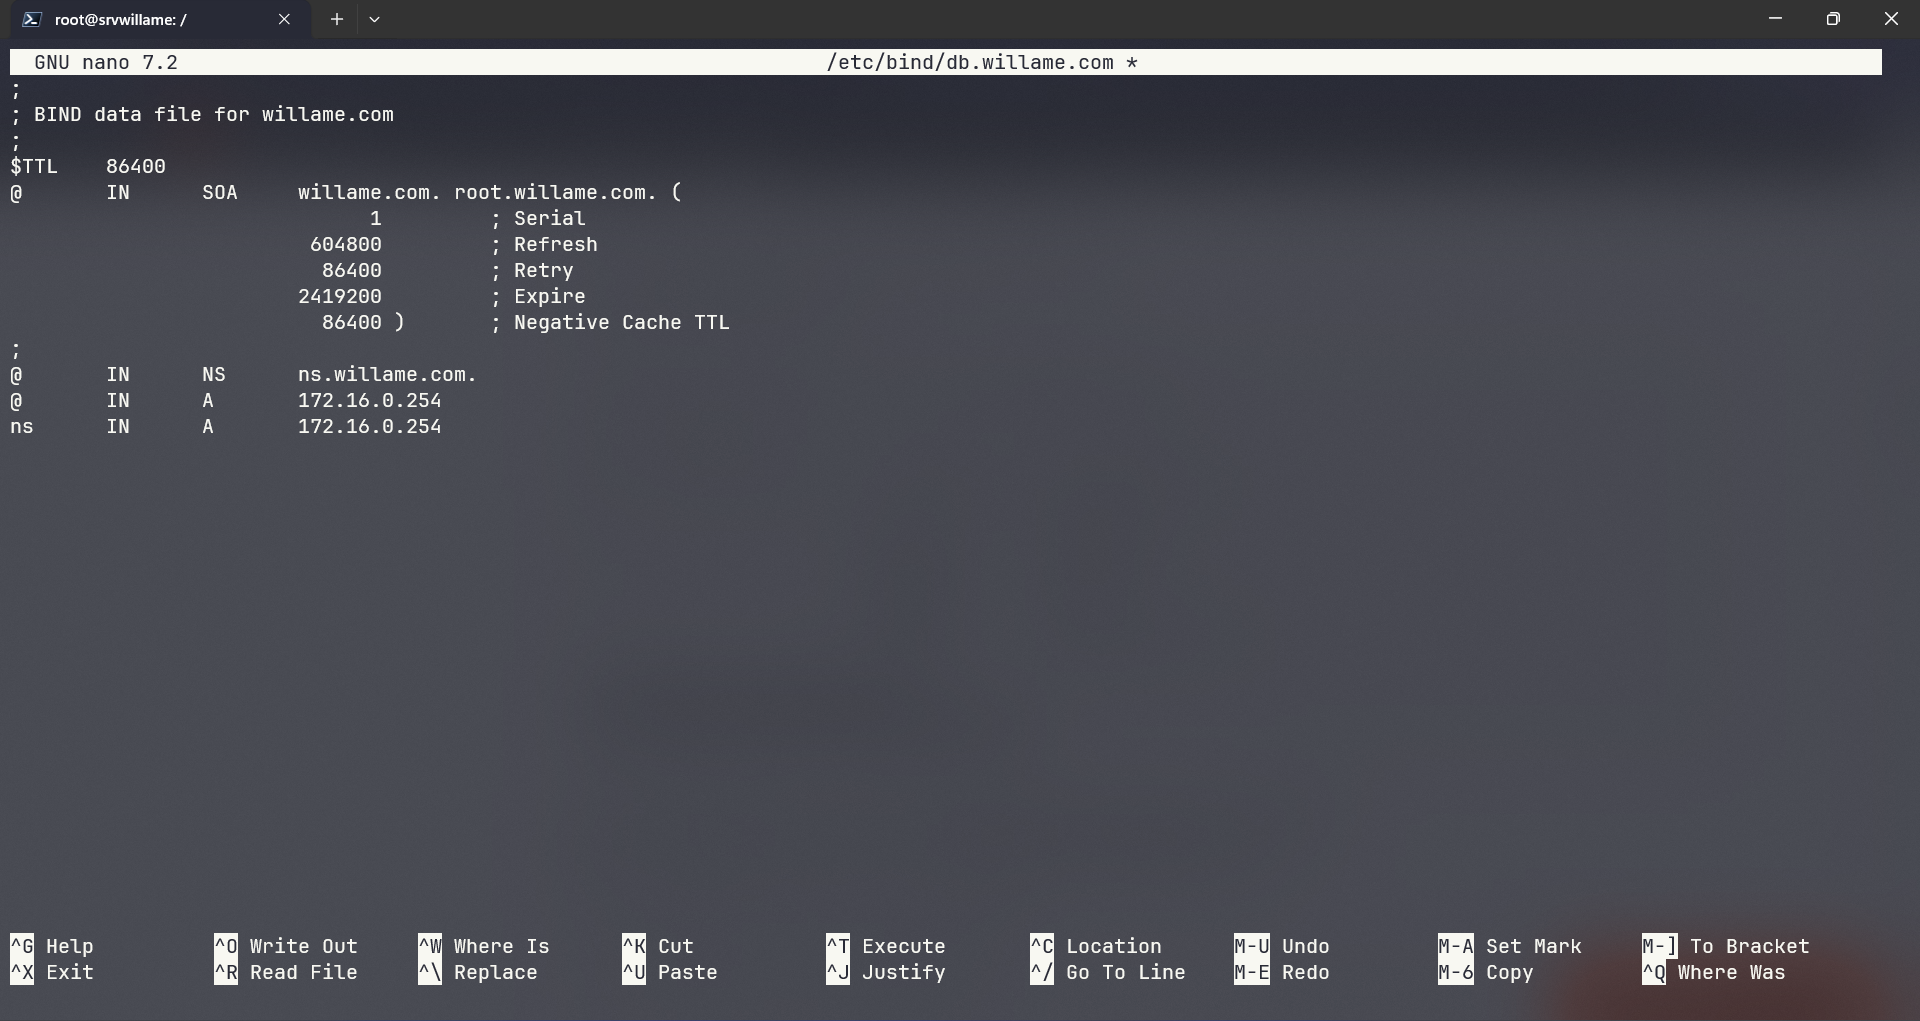 root@srvwillame: /
GNU nano 7.2 /etc/bind/db.willame.com *
;
; BIND data file for willame.com
;
$TTL 86400
@ IN SOA willame.com. root.willame.com. (
1 ; Serial
604800 ; Refresh
86400 ; Retry
2419200 ; Expire
86400 ) ; Negative Cache TTL
;
@ IN NS ns.willame.com.
@ IN A 172.16.0.254
ns IN A 172.16.0.254
^G Help ^O Write Out ^W Where Is ^K Cut ^T Execute ^C Location M-U Undo M-A Set Mark M-] To Bracket
^X Exit ^R Read File ^\ Replace ^U Paste ^J Justify ^/ Go To Line M-E Redo M-6 Copy ^Q Where Was